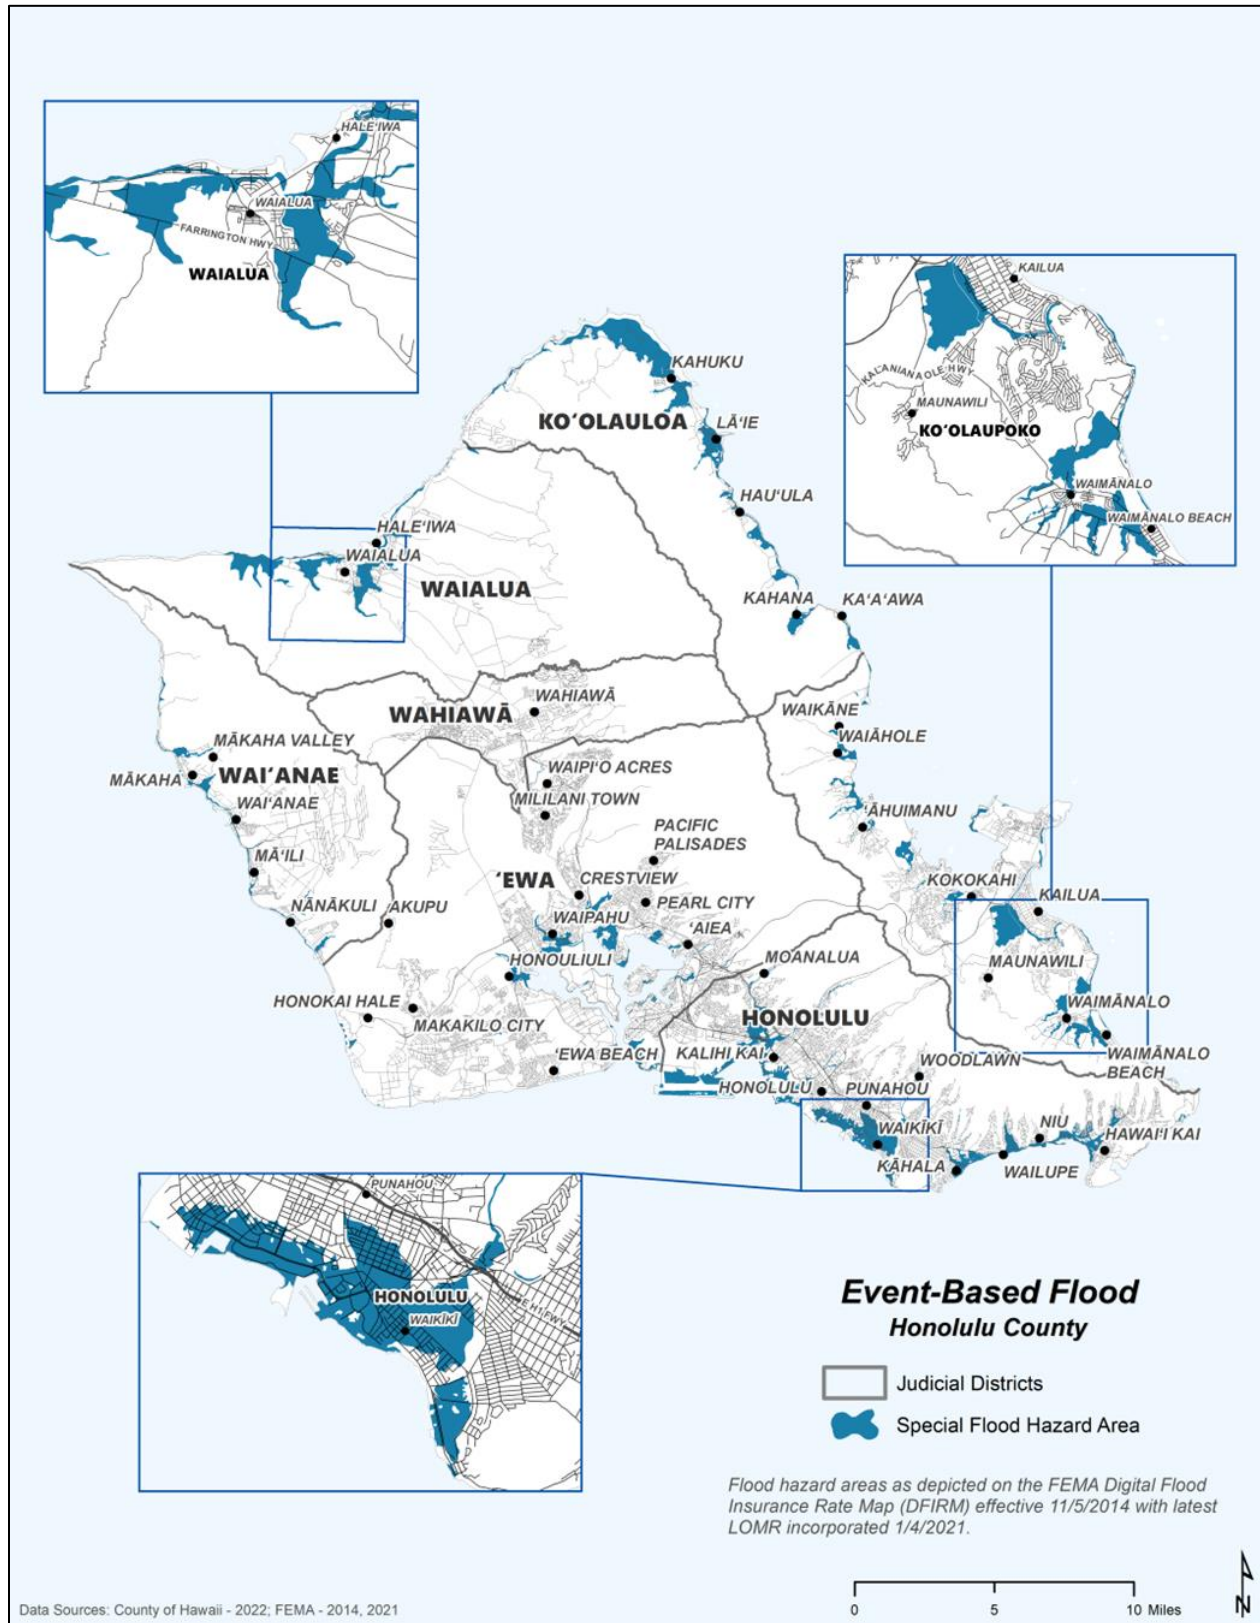 HALE'IWA
WAIALUA
FARRINGTON HWY
WAIALUA
KAILUA
KALANIANAOLE HWY
MAUNAWILI
KO'OLAUPOKO
WAIMĀNALO
WAIMĀNALO BEACH
KAHUKU
KO'OLAULOA
LĀ'IE
HAU'ULA
HALE'IWA
WAIALUA
WAIALUA
KAHANA
KA'A'AWA
WAHIAWĀ
WAHIAWĀ
WAIKĀNE
WAIĀHOLE
MĀKAHA VALLEY
MĀKAHA
WAI'ANAE
WAI'ANAE
WAIPI'O ACRES
MILILANI TOWN
'ĀHUIMANU
PACIFIC
PALISADES
MĀ'ILI
'EWA
CRESTVIEW
KOKOKAHI
KAILUA
NĀNĀKULI
AKUPU
WAIPAHU
PEARL CITY
'AIEA
HONOULIULI
MOANALUA
MAUNAWILI
HONOKAI HALE
MAKAKILO CITY
HONOLULU
WAIMĀNALO
WAIMĀNALO
BEACH
'EWA BEACH
KALIHI KAI
WOODLAWN
HONOLULU
PUNAHOU
WAIKĪKĪ
NIU
HAWAI'I KAI
KĀHALA
WAILUPE
PUNAHOU
HONOLULU
WAIKĪKĪ
E H1 FWY
Event-Based Flood
Honolulu County
Judicial Districts
Special Flood Hazard Area
Flood hazard areas as depicted on the FEMA Digital Flood
Insurance Rate Map (DFIRM) effective 11/5/2014 with latest
LOMR incorporated 1/4/2021.
N
0 5 10 Miles
Data Sources: County of Hawaii - 2022; FEMA - 2014, 2021